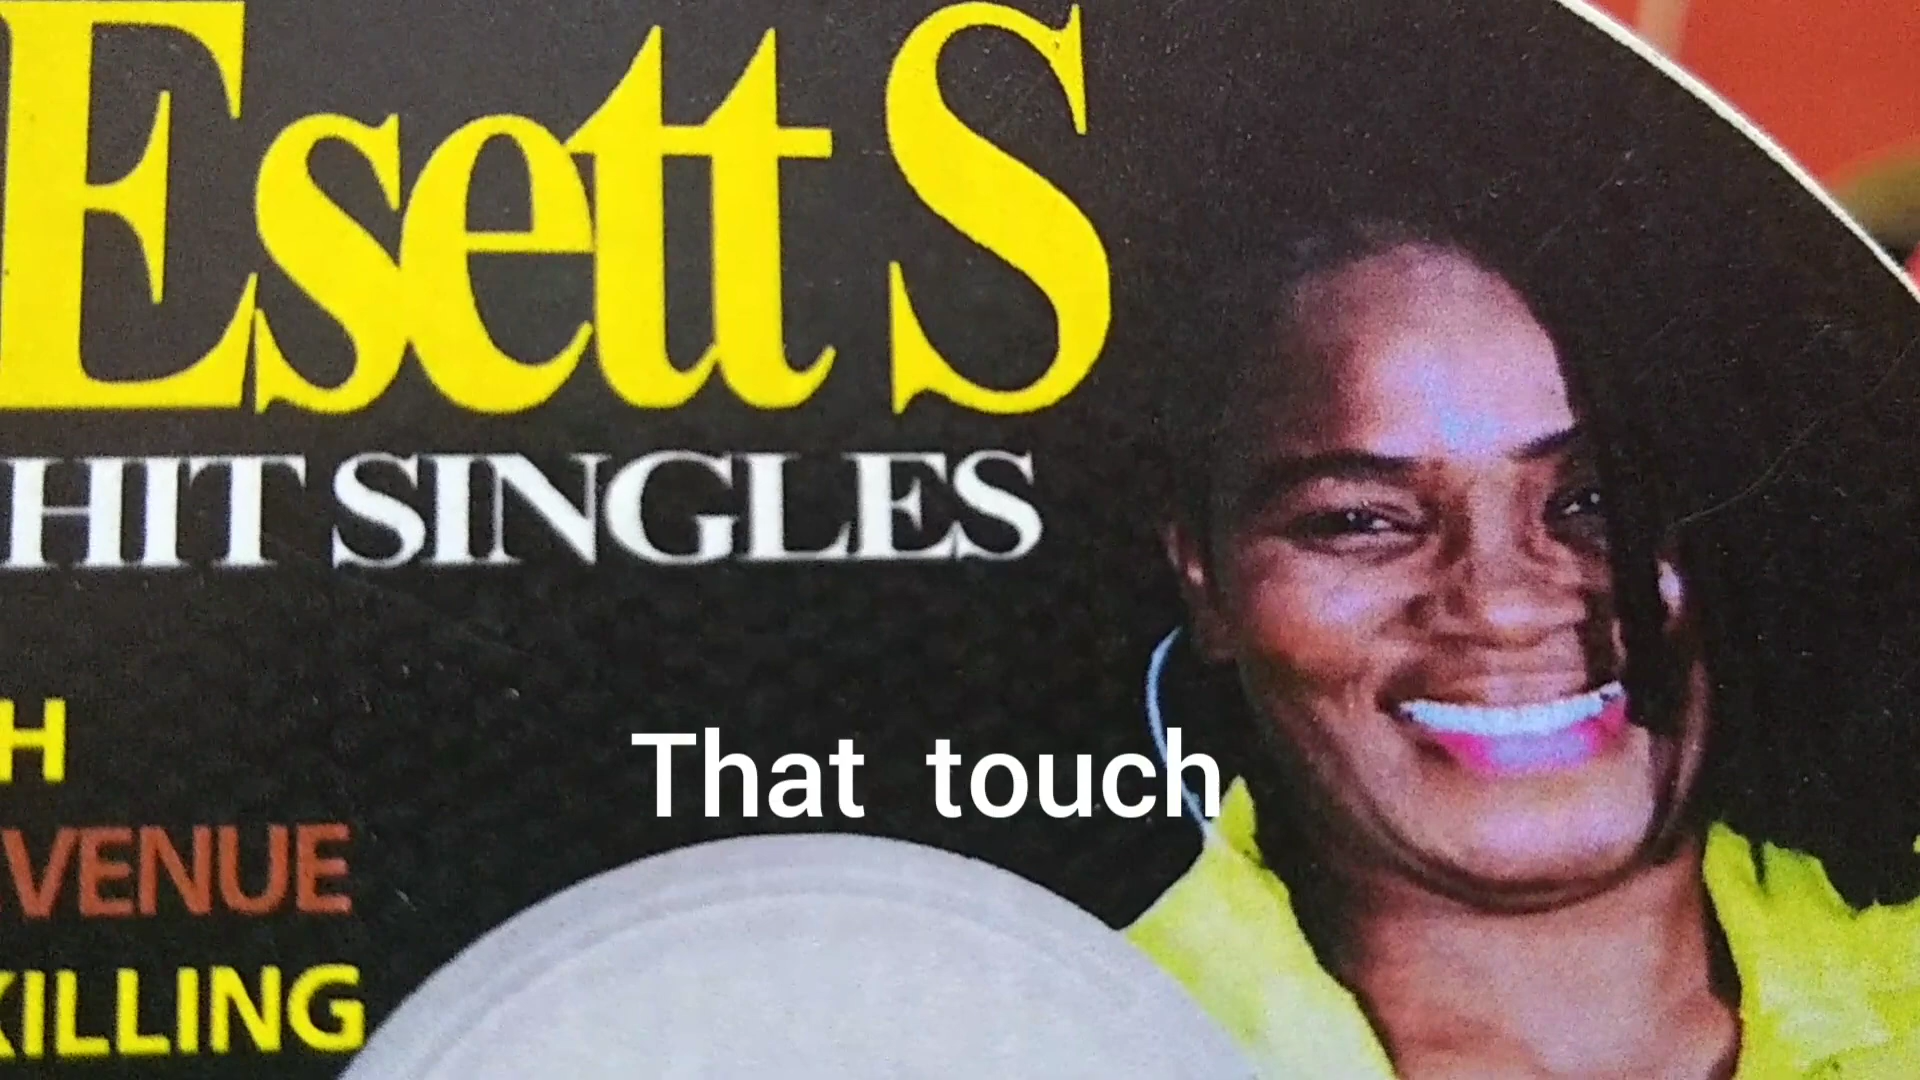 Esett S
HIT SINGLES
H
VENUE
KILLING
That touch